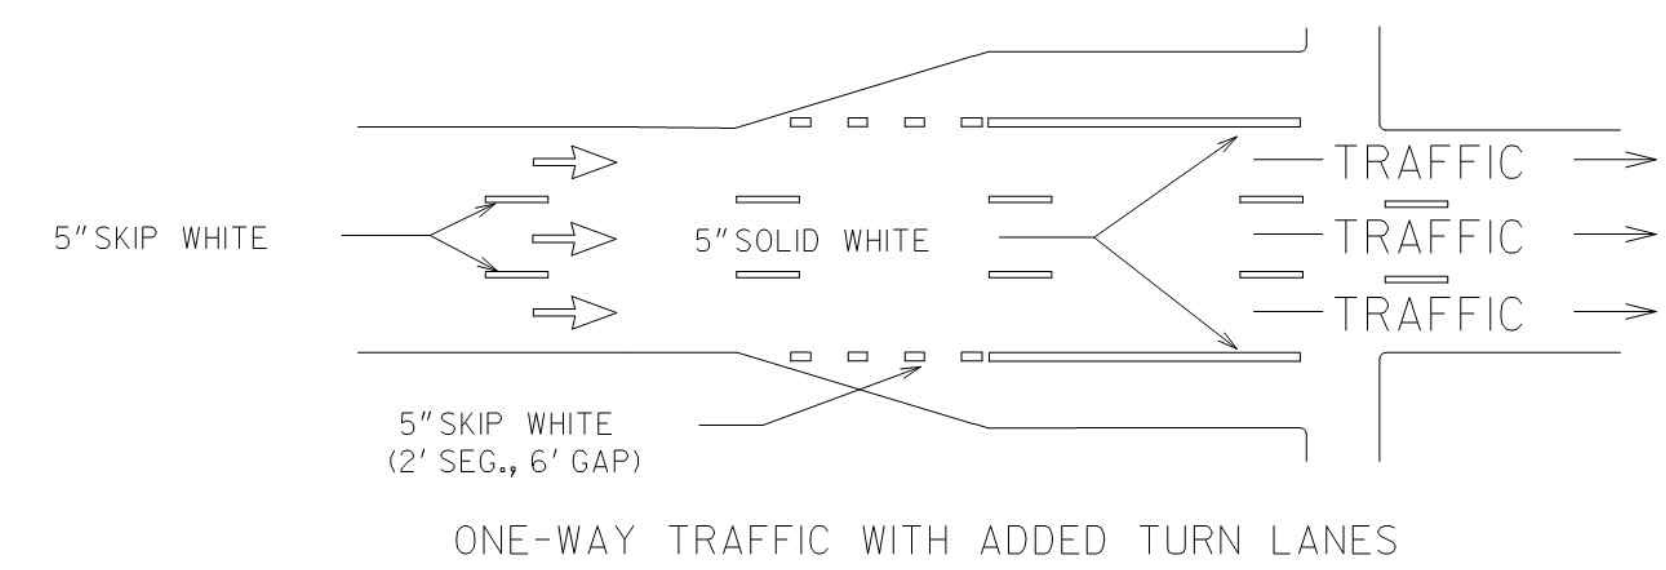 TRAFFIC
5" SKIP WHITE
5" SOLID WHITE
TRAFFIC
TRAFFIC
5" SKIP WHITE
(2' SEG., 6' GAP)
ONE-WAY TRAFFIC WITH ADDED TURN LANES